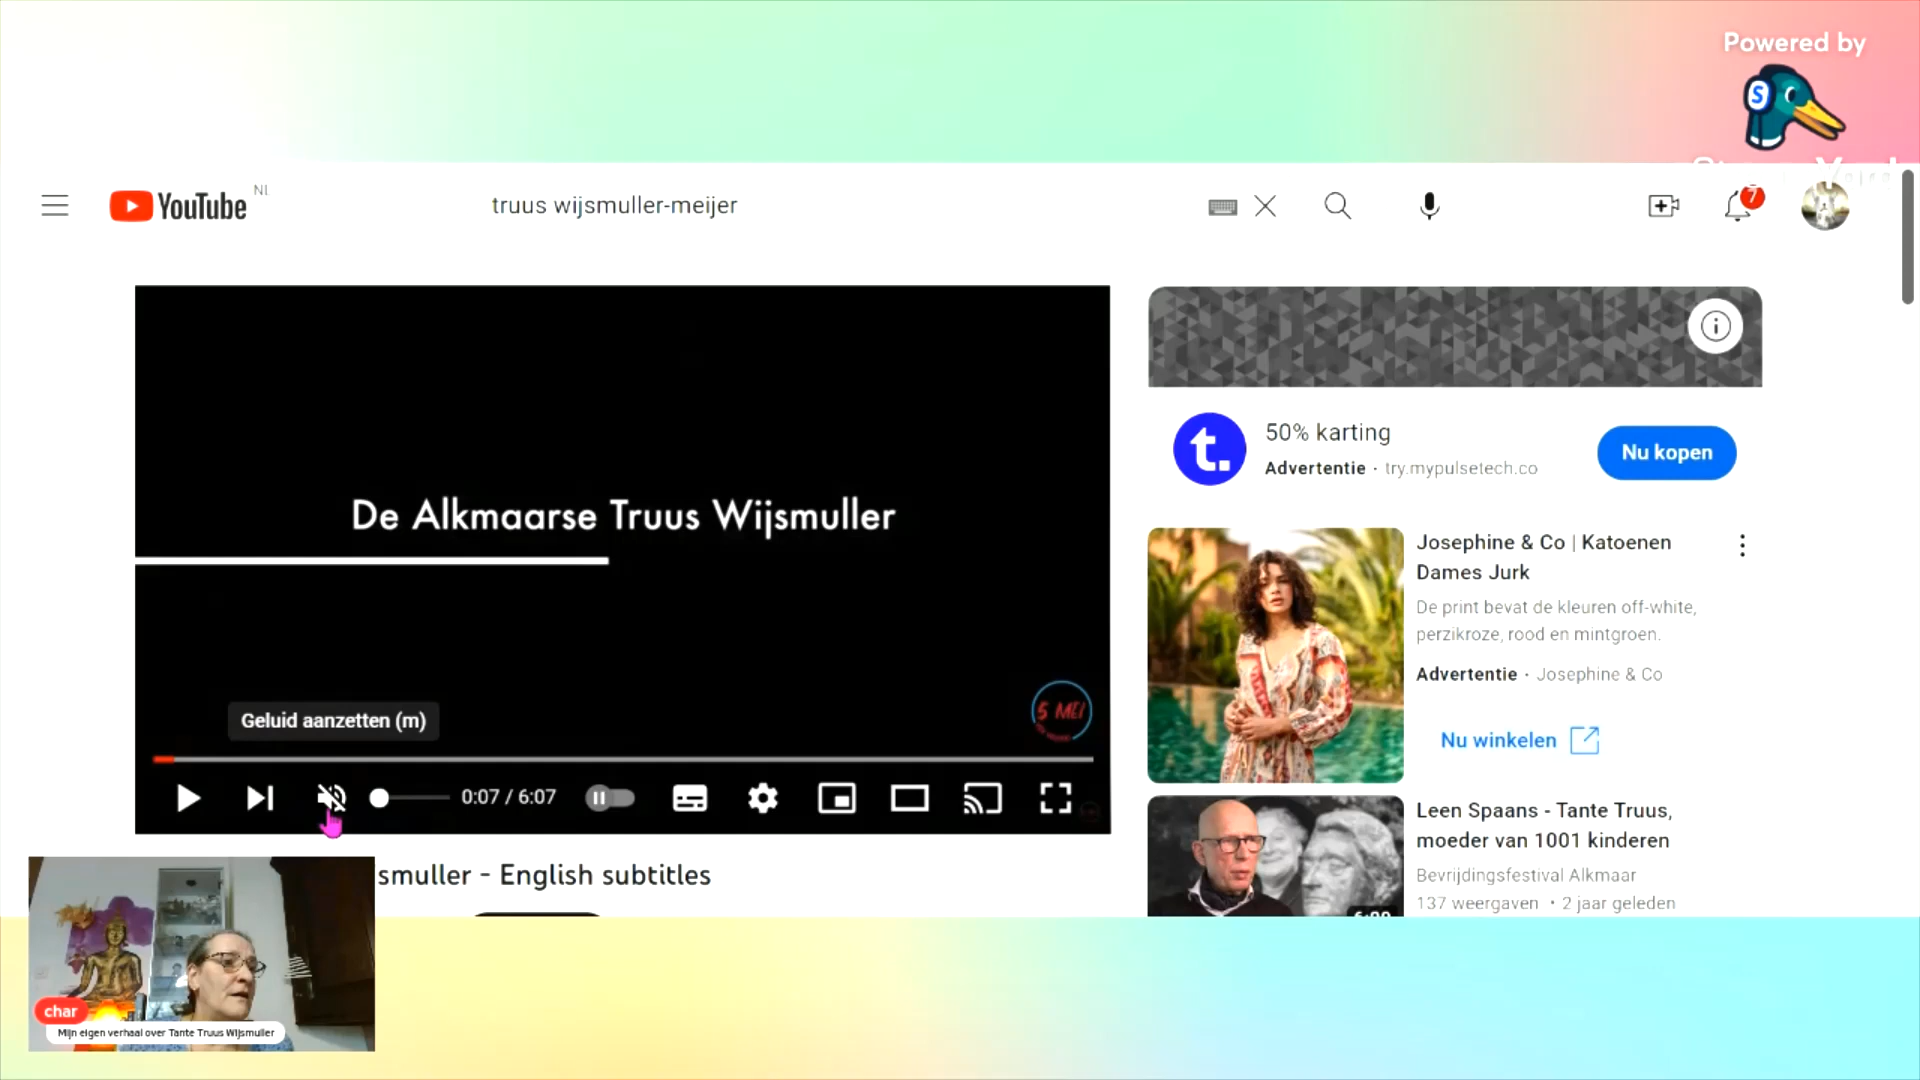 Powered by
YouTube NL
truus wijsmuller-meijer
7
De Alkmaarse Truus Wijsmuller
5 MEI
Geluid aanzetten (m)
0:07 / 6:07
smuller - English subtitles
50% karting
Advertentie · try.mypulsetech.co
Nu kopen
Josephine & Co | Katoenen
Dames Jurk
De print bevat de kleuren off-white,
perzikroze, rood en mintgroen.
Advertentie · Josephine & Co
Nu winkelen
Leen Spaans - Tante Truus,
moeder van 1001 kinderen
Bevrijdingsfestival Alkmaar
137 weergaven · 2 jaar geleden
char
Mijn eigen verhaal over Tante Truus Wijsmuller